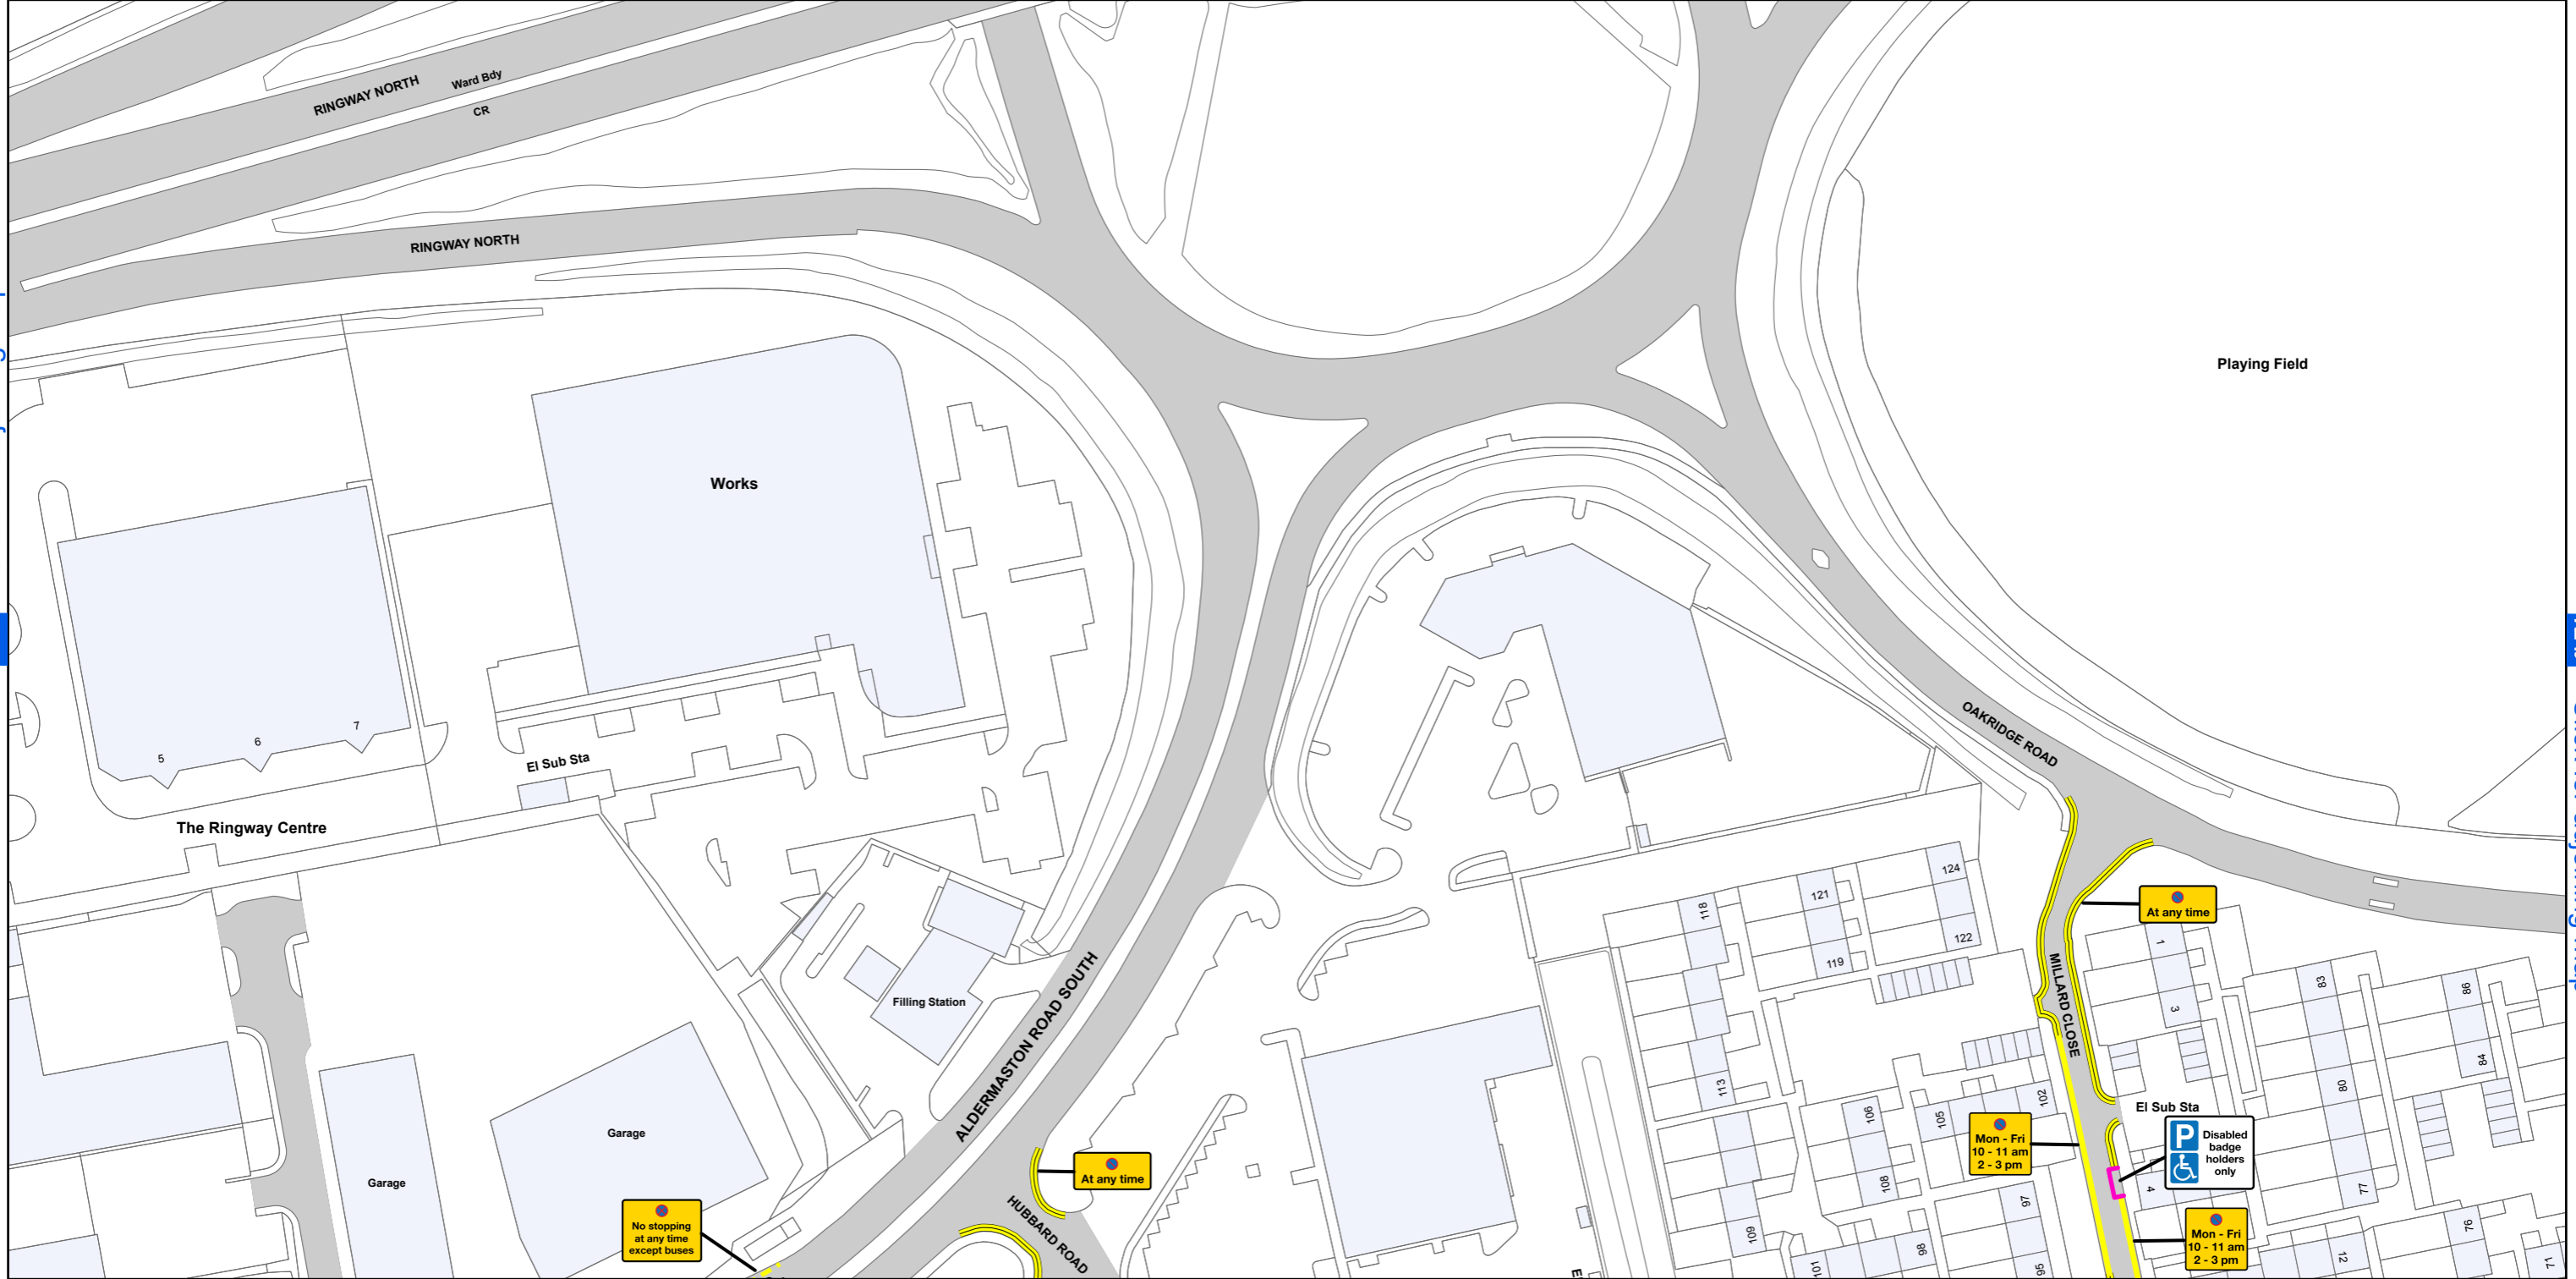 RINGWAY NORTH
Ward Bdy
CR
RINGWAY NORTH
Playing Field
Works
5
6
7
El Sub Sta
The Ringway Centre
OAKRIDGE ROAD
124
121
118
122
119
113
At any time
1
3
83
86
84
80
MILLARD CLOSE
Filling Station
ALDERMASTON ROAD SOUTH
Garage
Garage
El Sub Sta
102
105
106
108
109
Mon - Fri
10 - 11 am
2 - 3 pm
P
Disabled
badge
holders
only
4
77
76
97
98
95
101
12
71
At any time
HUBBARD ROAD
No stopping
at any time
except buses
Mon - Fri
10 - 11 am
2 - 3 pm